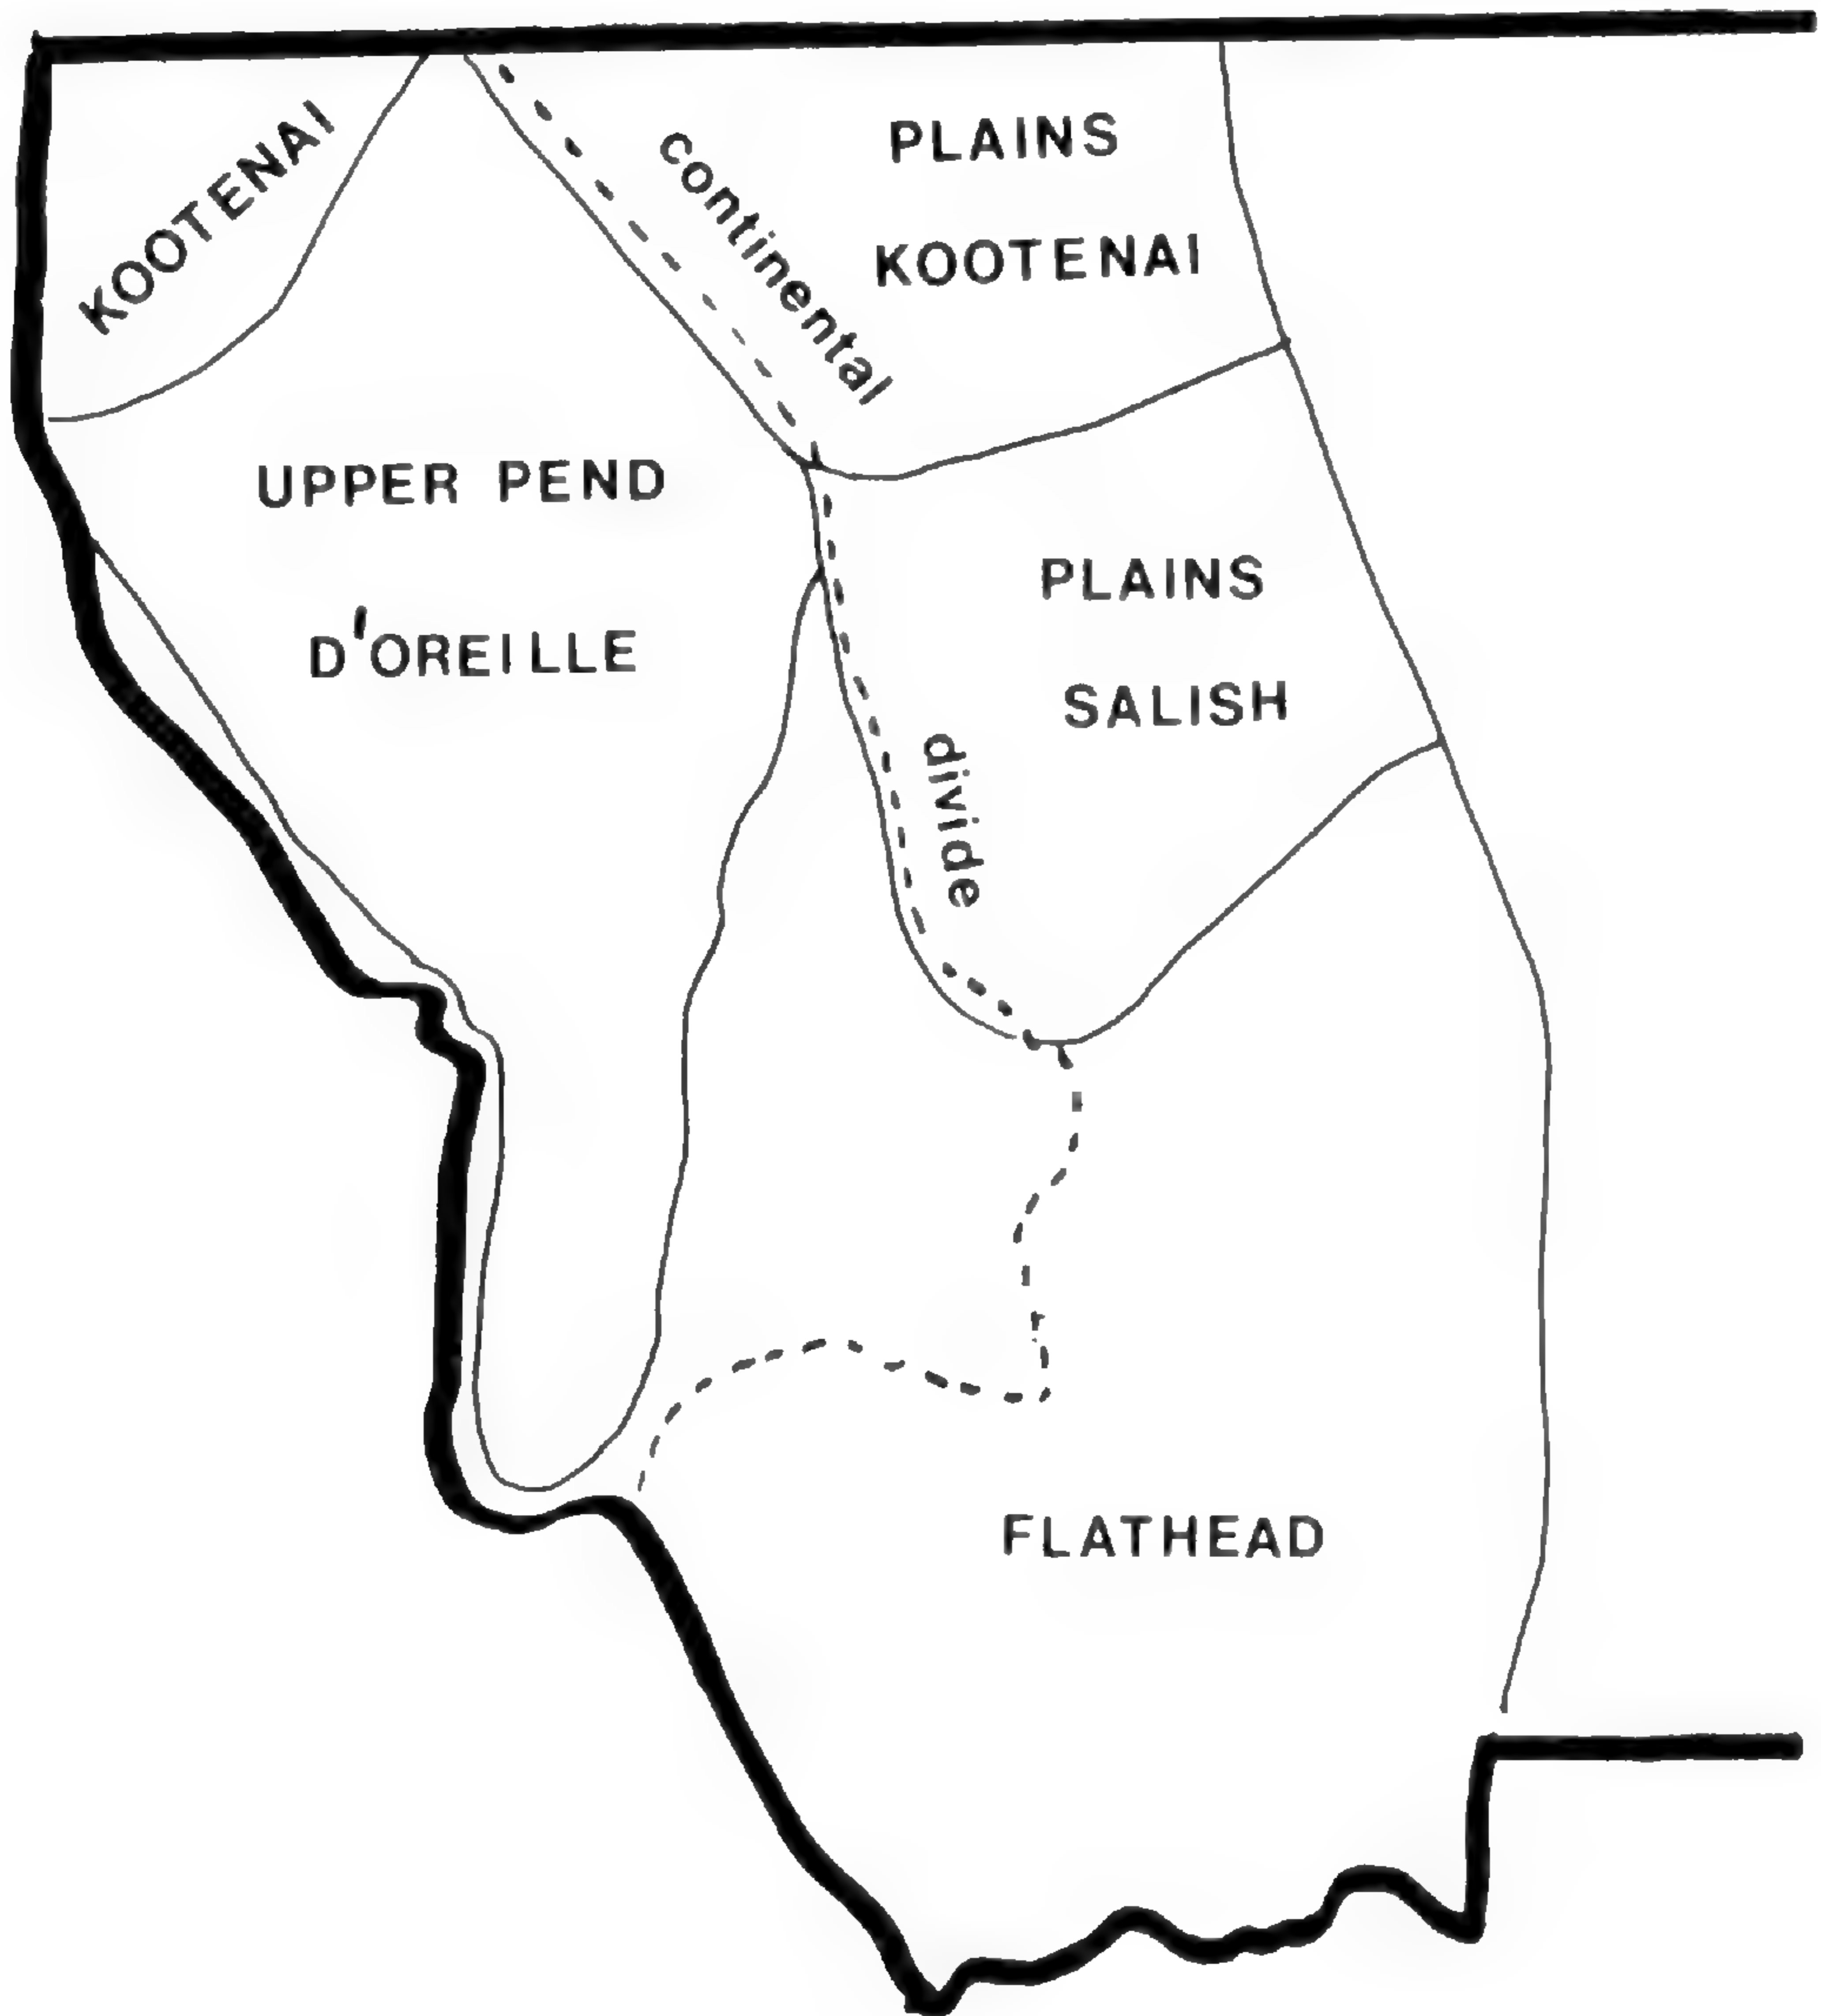 KOOTENAI
continental
PLAINS
KOOTENAI
UPPER PEND
D'OREILLE
PLAINS
SALISH
divide
FLATHEAD